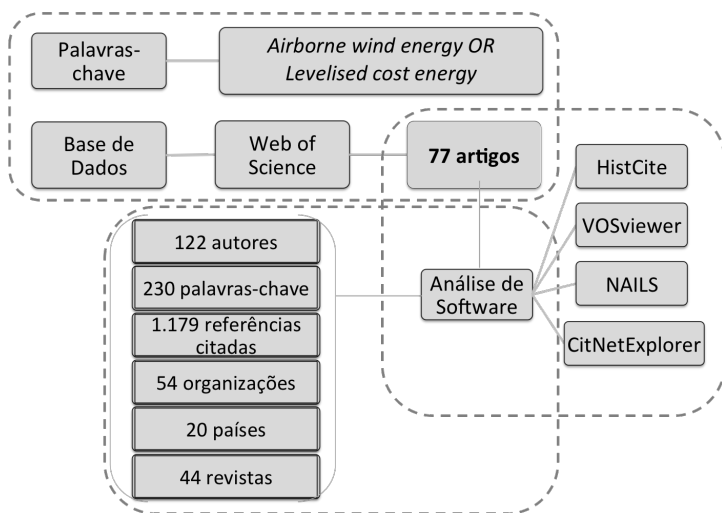 Palavras-
chave
Airborne wind energy OR
Levelised cost energy
Base de
Dados
Web of
Science
77 artigos
HistCite
VOSviewer
NAILS
CitNetExplorer
Análise de
Software
122 autores
230 palavras-chave
1.179 referências
citadas
54 organizações
20 países
44 revistas